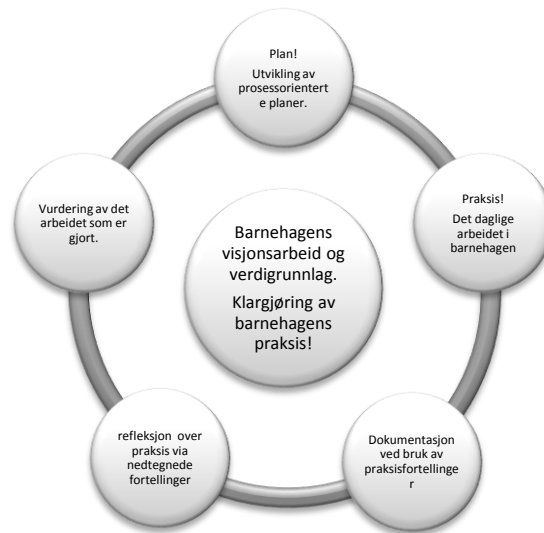 Plan!
Utvikling av
prosessorientert
e planer.
Praksis!
Det daglige
arbeidet i
barnehagen
Dokumentasjon
ved bruk av
praksisfortellinge
r
refleksjon over
praksis via
nedtegnede
fortellinger
Vurdering av det
arbeidet som er
gjort.
Barnehagens
visjonsarbeid og
verdigrunnlag.
Klargjøring av
barnehagens
praksis!